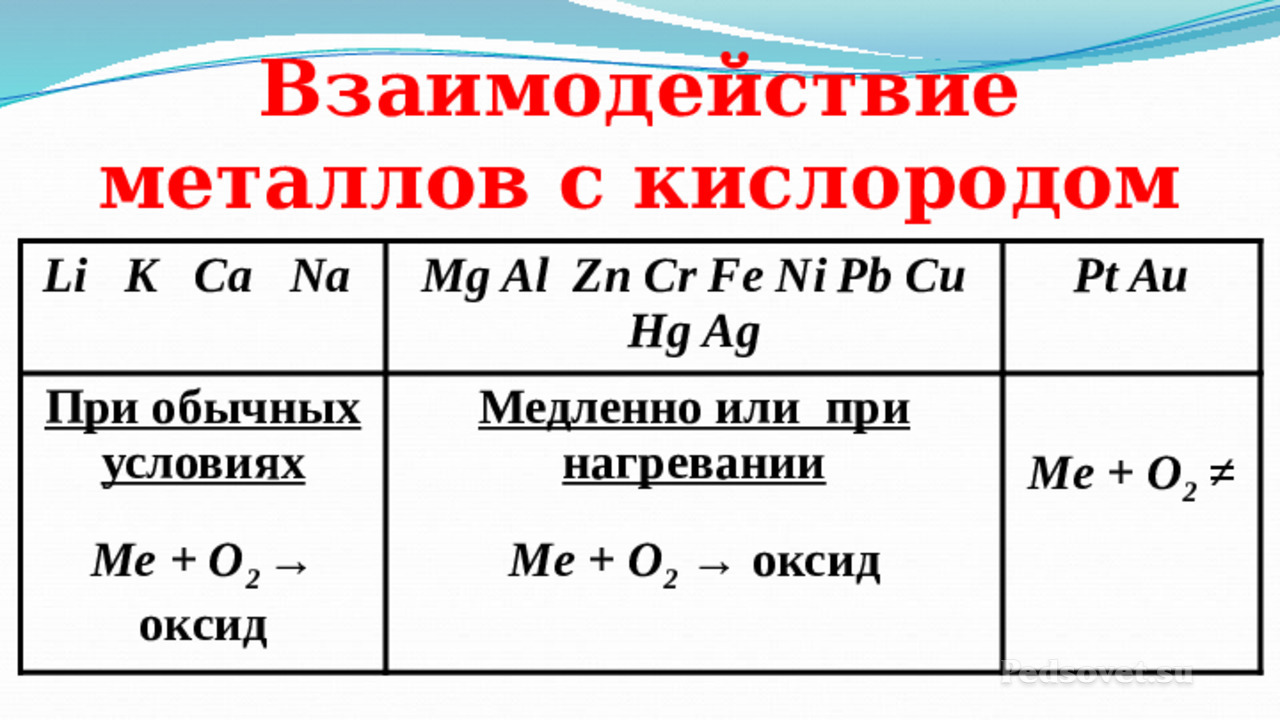 Взаимодействие
металлов с кислородом
Li K Ca Na
Mg Al Zn Cr Fe Ni Pb Cu
Hg Ag
Pt Au
При обычных
условиях
Me + O₂ →
оксид
Медленно или при
нагревании
Me + O₂ → оксид
Me + O₂ ≠
Pedsovet.su